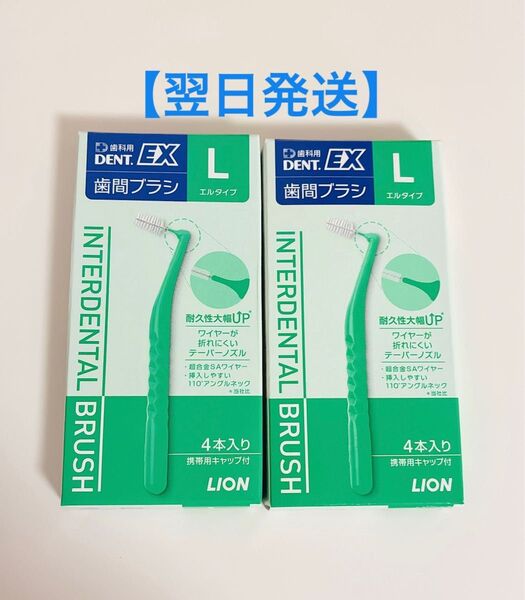 【翌日発送】
歯科用
DENT. EX
歯間ブラシ
L
エルタイプ
INTERDENTAL BRUSH
耐久性大幅UP*
ワイヤーが
折れにくい
テーパーノズル
・超合金SAワイヤー
・挿入しやすい
110°アングルネック
*当社比
4本入り
携帯用キャップ付
LION
歯科用
DENT. EX
歯間ブラシ
L
エルタイプ
INTERDENTAL BRUSH
耐久性大幅UP*
ワイヤーが
折れにくい
テーパーノズル
・超合金SAワイヤー
・挿入しやすい
110°アングルネック
*当社比
4本入り
携帯用キャップ付
LION